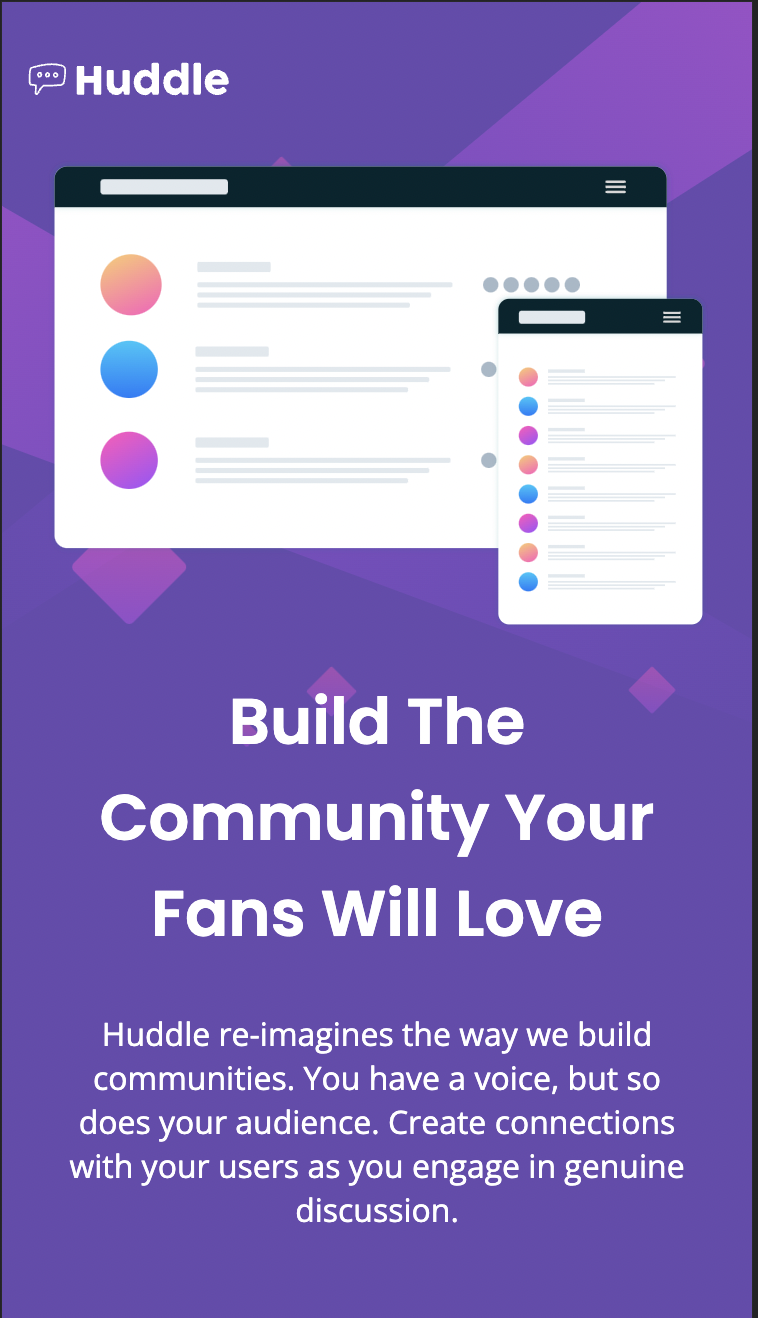 Huddle
Build The
Community Your
Fans Will Love
Huddle re-imagines the way we build
communities. You have a voice, but so
does your audience. Create connections
with your users as you engage in genuine
discussion.